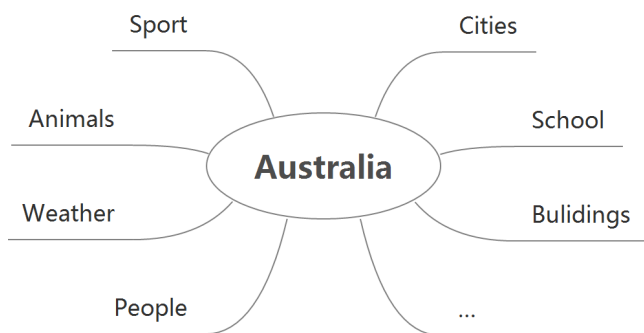 Sport
Cities
Animals
School
Australia
Weather
Bulidings
People
...